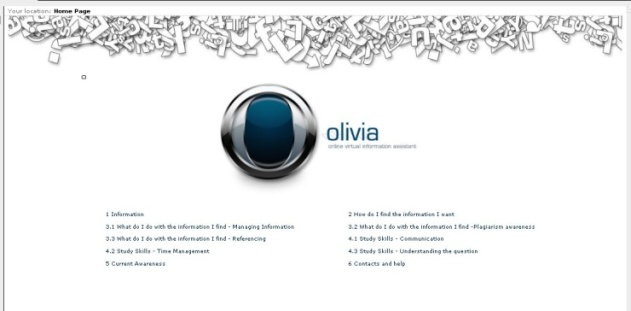 Your location: Home Page
olivia
online virtual information assistant
1 Information
2 How do I find the information I want
3.1 What do I do with the information I find - Managing Information
3.2 What do I do with the information I find -Plagiarism awareness
3.3 What do I do with the information I find - Referencing
4.1 Study Skills - Communication
4.2 Study Skills - Time Management
4.3 Study Skills - Understanding the question
5 Current Awareness
6 Contacts and help